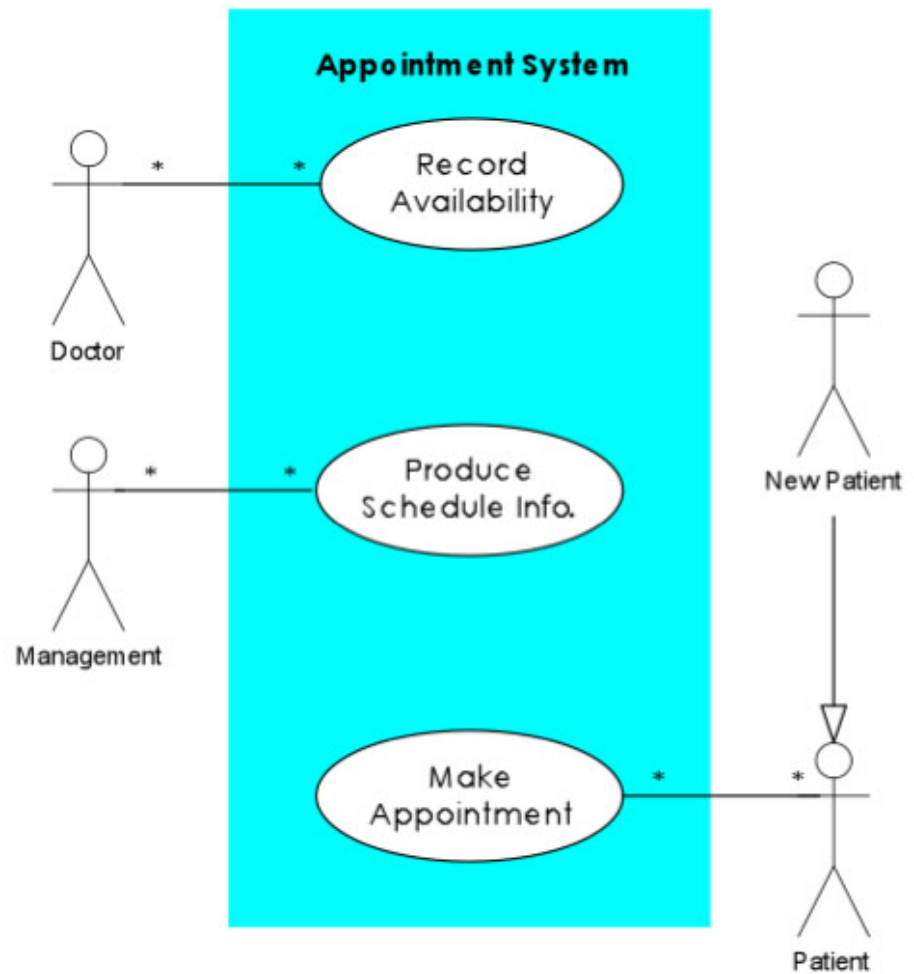 Appointment System
* *
Record
Availability
Doctor
* *
Produce
Schedule Info.
New Patient
Management
Make
Appointment
* *
Patient